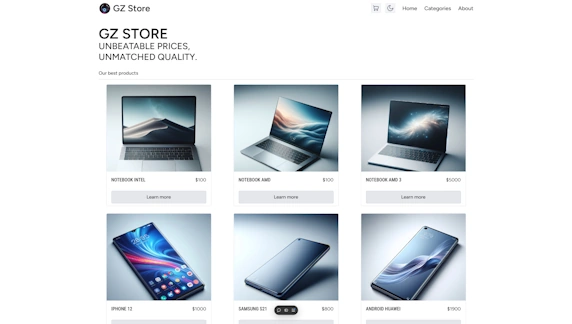 GZ Store
Home Categories About
GZ STORE
UNBEATABLE PRICES,
UNMATCHED QUALITY.
Our best products
NOTEBOOK INTEL $100
NOTEBOOK AMD $100
NOTEBOOK AMD 3 $5000
Learn more
Learn more
Learn more
IPHONE 12 $1000
SAMSUNG S21 $800
ANDROID HUAWEI $1900